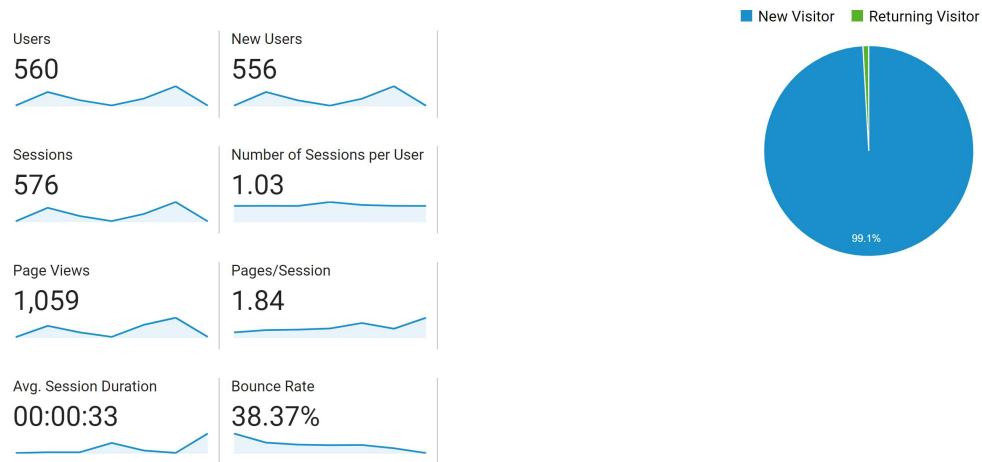 New Visitor
Returning Visitor
Users
560
New Users
556
Sessions
576
Number of Sessions per User
1.03
Page Views
1,059
Pages/Session
1.84
Avg. Session Duration
00:00:33
Bounce Rate
38.37%
99.1%